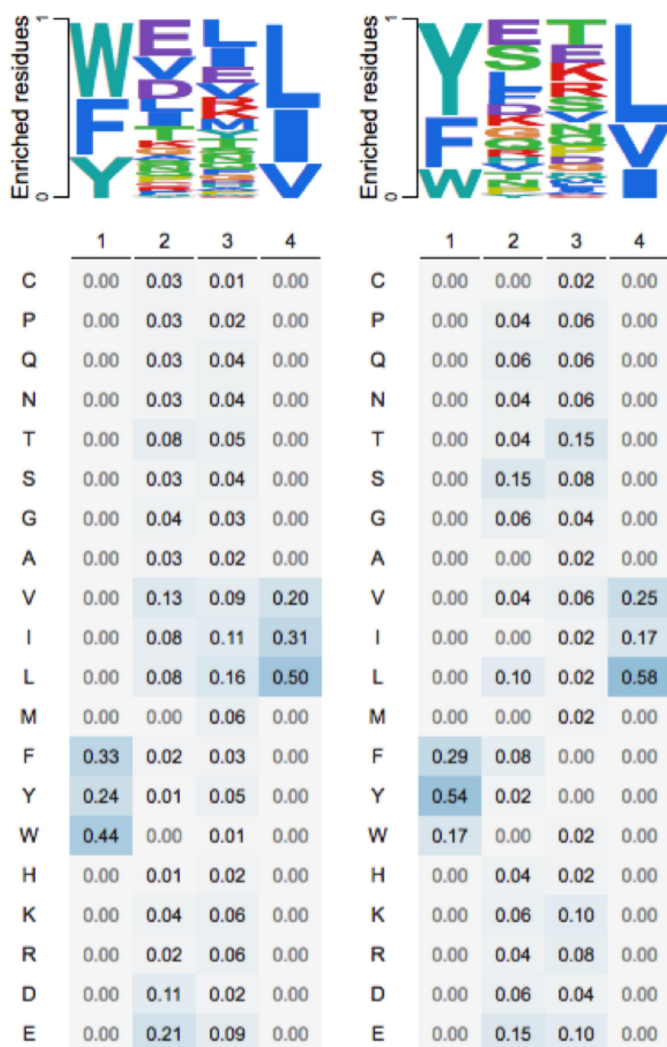 Enriched residues 0 1 Enriched residues 0 1
W E L L Y E T L
F V I I F S E V
Y D E V W L K I
1 2 3 4 1 2 3 4
C 0.00 0.03 0.01 0.00 C 0.00 0.00 0.02 0.00
P 0.00 0.03 0.02 0.00 P 0.00 0.04 0.06 0.00
Q 0.00 0.03 0.04 0.00 Q 0.00 0.06 0.06 0.00
N 0.00 0.03 0.04 0.00 N 0.00 0.04 0.06 0.00
T 0.00 0.08 0.05 0.00 T 0.00 0.04 0.15 0.00
S 0.00 0.03 0.04 0.00 S 0.00 0.15 0.08 0.00
G 0.00 0.04 0.03 0.00 G 0.00 0.06 0.04 0.00
A 0.00 0.03 0.02 0.00 A 0.00 0.00 0.02 0.00
V 0.00 0.13 0.09 0.20 V 0.00 0.04 0.06 0.25
I 0.00 0.08 0.11 0.31 I 0.00 0.00 0.02 0.17
L 0.00 0.08 0.16 0.50 L 0.00 0.10 0.02 0.58
M 0.00 0.00 0.06 0.00 M 0.00 0.00 0.02 0.00
F 0.33 0.02 0.03 0.00 F 0.29 0.08 0.00 0.00
Y 0.24 0.01 0.05 0.00 Y 0.54 0.02 0.00 0.00
W 0.44 0.00 0.01 0.00 W 0.17 0.00 0.02 0.00
H 0.00 0.01 0.02 0.00 H 0.00 0.04 0.02 0.00
K 0.00 0.04 0.06 0.00 K 0.00 0.06 0.10 0.00
R 0.00 0.02 0.06 0.00 R 0.00 0.04 0.08 0.00
D 0.00 0.11 0.02 0.00 D 0.00 0.06 0.04 0.00
E 0.00 0.21 0.09 0.00 E 0.00 0.15 0.10 0.00